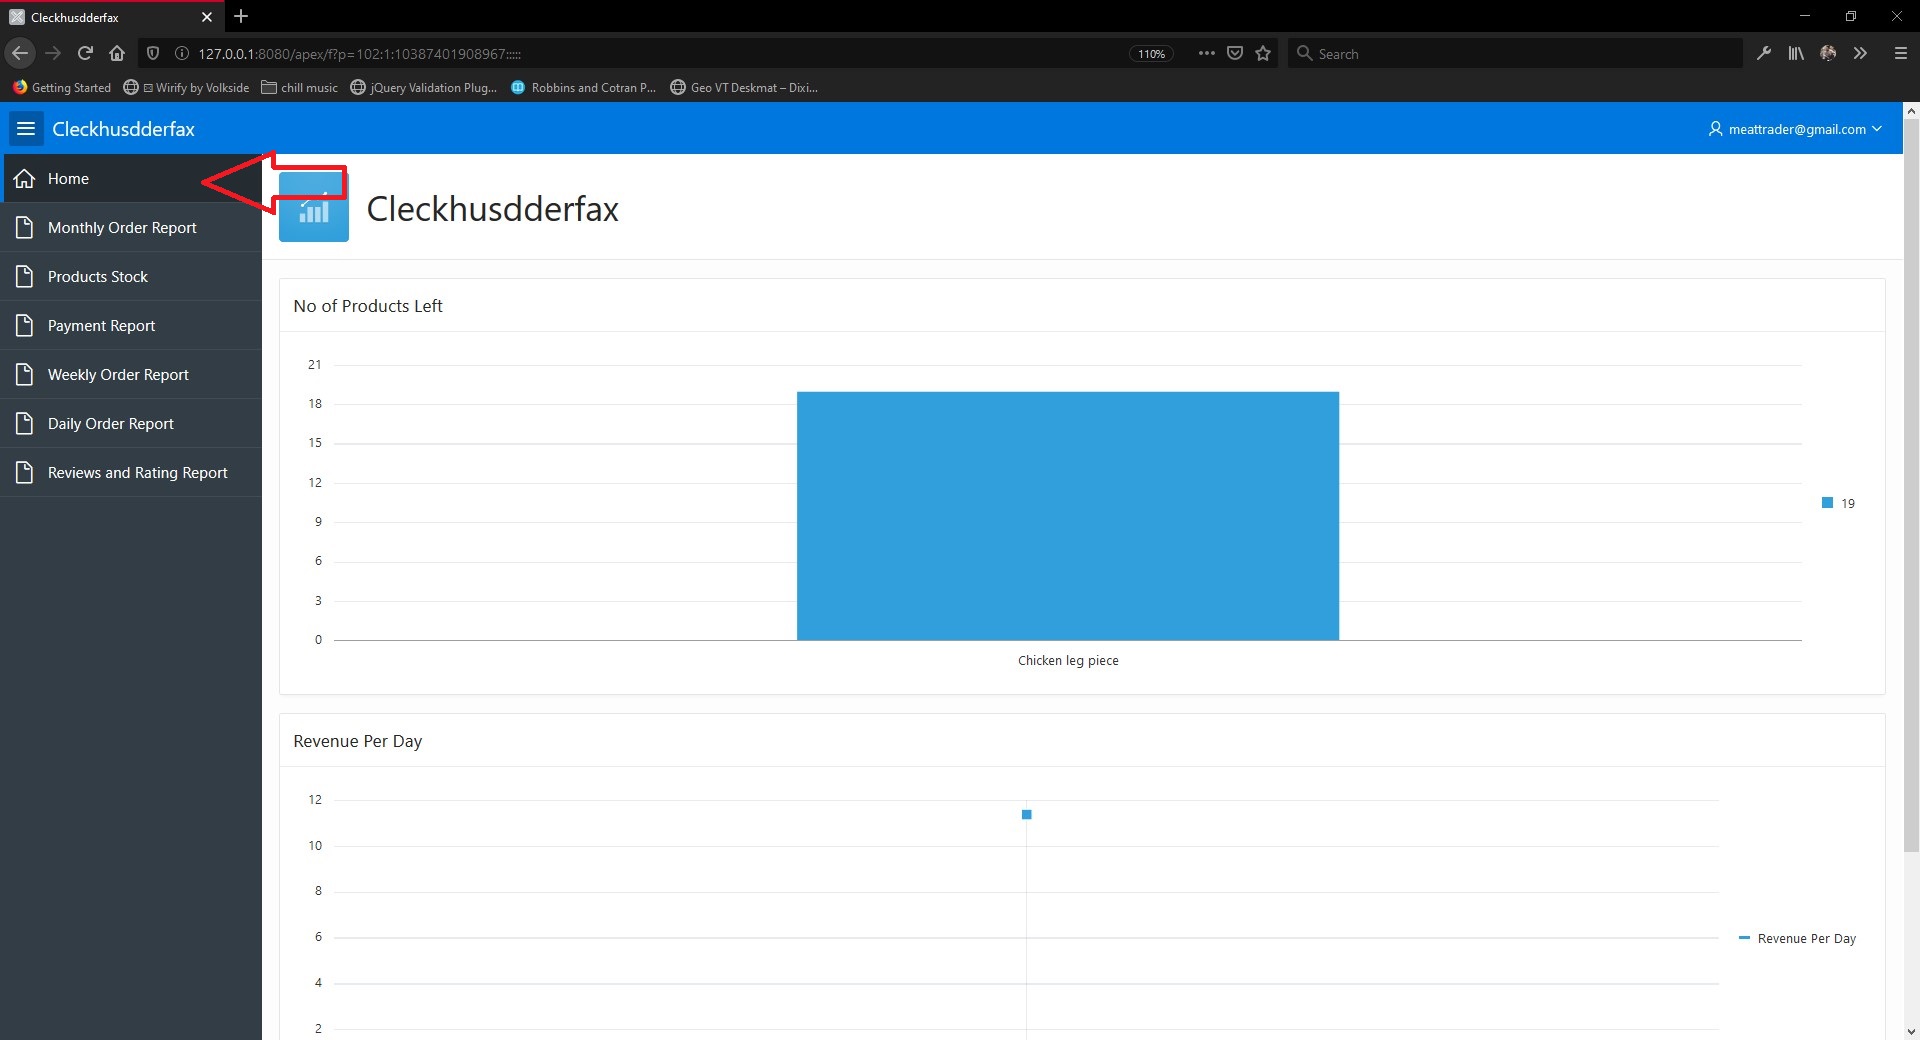 Cleckhusdderfax
127.0.0.1:8080/apex/f?p=102:1:10387401908967:::::
110%
Search
Getting Started
Wirify by Volkside
chill music
jQuery Validation Plug...
Robbins and Cotran P...
Geo VT Deskmat – Dixi...
Cleckhusdderfax
meattrader@gmail.com
Home
Monthly Order Report
Products Stock
Payment Report
Weekly Order Report
Daily Order Report
Reviews and Rating Report
Cleckhusdderfax
No of Products Left
21
18
15
12
9
6
3
0
Chicken leg piece
19
Revenue Per Day
12
10
8
6
4
2
Revenue Per Day